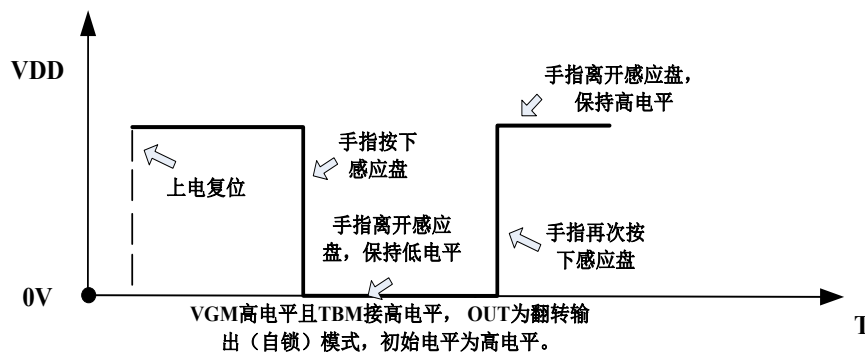 VDD
手指离开感应盘，
保持高电平
手指按下
感应盘
上电复位
手指离开感应
盘，保持低电平
手指再次按
下感应盘
0V
T
VGM高电平且TBM接高电平， OUT为翻转输
出（自锁）模式，初始电平为高电平。